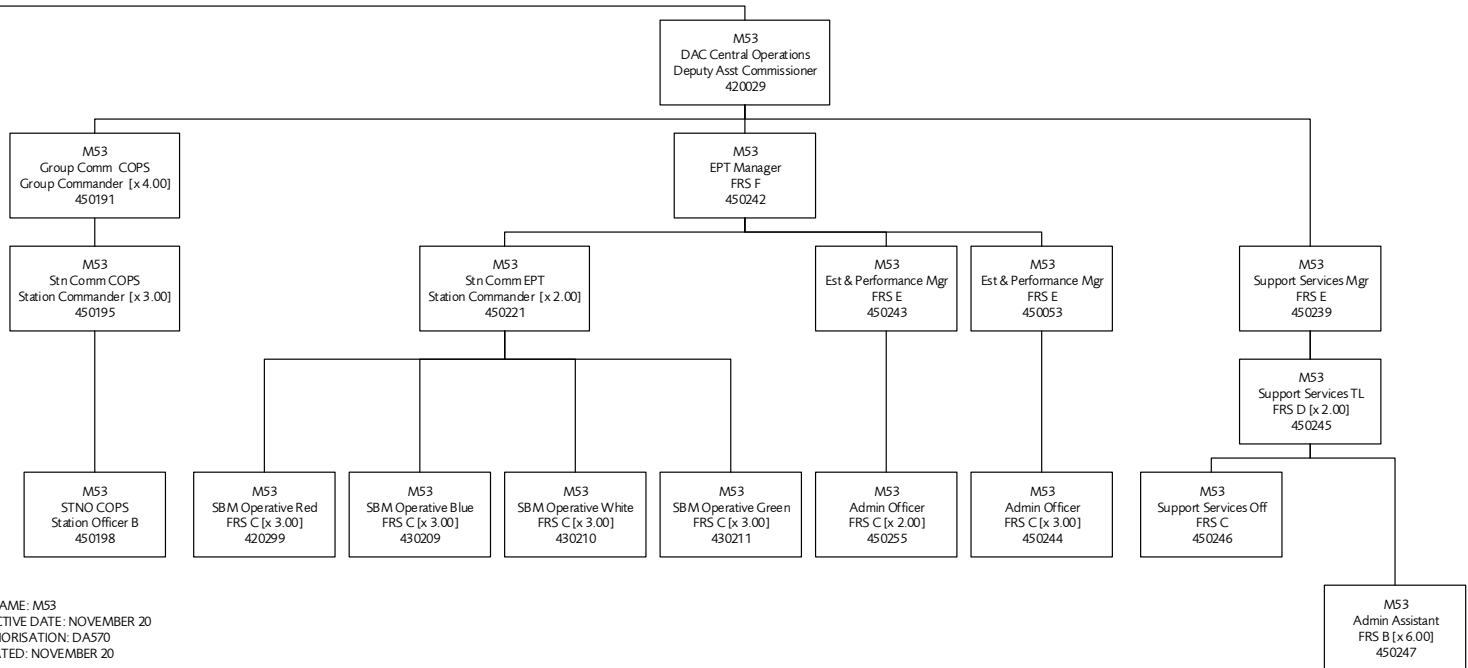 M53
DAC Central Operations
Deputy Asst Commissioner
420029
M53
Group Comm COPS
Group Commander [x 4.00]
450191
M53
EPT Manager
FRS F
450242
M53
Stn Comm COPS
Station Commander [x 3.00]
450195
M53
Stn Comm EPT
Station Commander [x 2.00]
450221
M53
Est & Performance Mgr
FRS E
450243
M53
Est & Performance Mgr
FRS E
450053
M53
Support Services Mgr
FRS E
450239
M53
Support Services TL
FRS D [x 2.00]
450245
M53
STNO COPS
Station Officer B
450198
M53
SBM Operative Red
FRS C [x 3.00]
420299
M53
SBM Operative Blue
FRS C [x 3.00]
430209
M53
SBM Operative White
FRS C [x 3.00]
430210
M53
SBM Operative Green
FRS C [x 3.00]
430211
M53
Admin Officer
FRS C [x 2.00]
450255
M53
Admin Officer
FRS C [x 3.00]
450244
M53
Support Services Off
FRS C
450246
M53
Admin Assistant
FRS B [x 6.00]
450247
AME: M53
CTIVE DATE: NOVEMBER 20
HORISATION: DA570
ATED: NOVEMBER 20